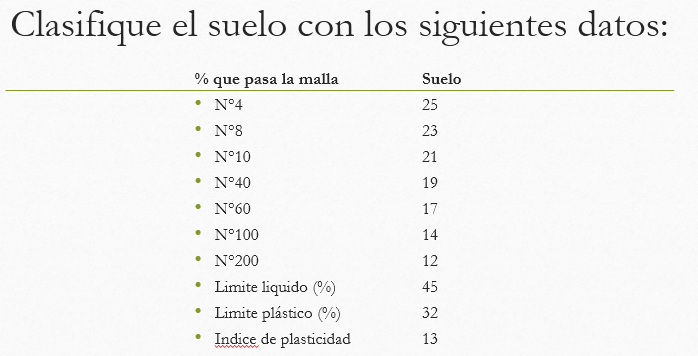 Clasifique el suelo con los siguientes datos:
% que pasa la malla Suelo
• N°4 25
• N°8 23
• N°10 21
• N°40 19
• N°60 17
• N°100 14
• N°200 12
• Limite liquido (%) 45
• Limite plástico (%) 32
• Indice de plasticidad 13